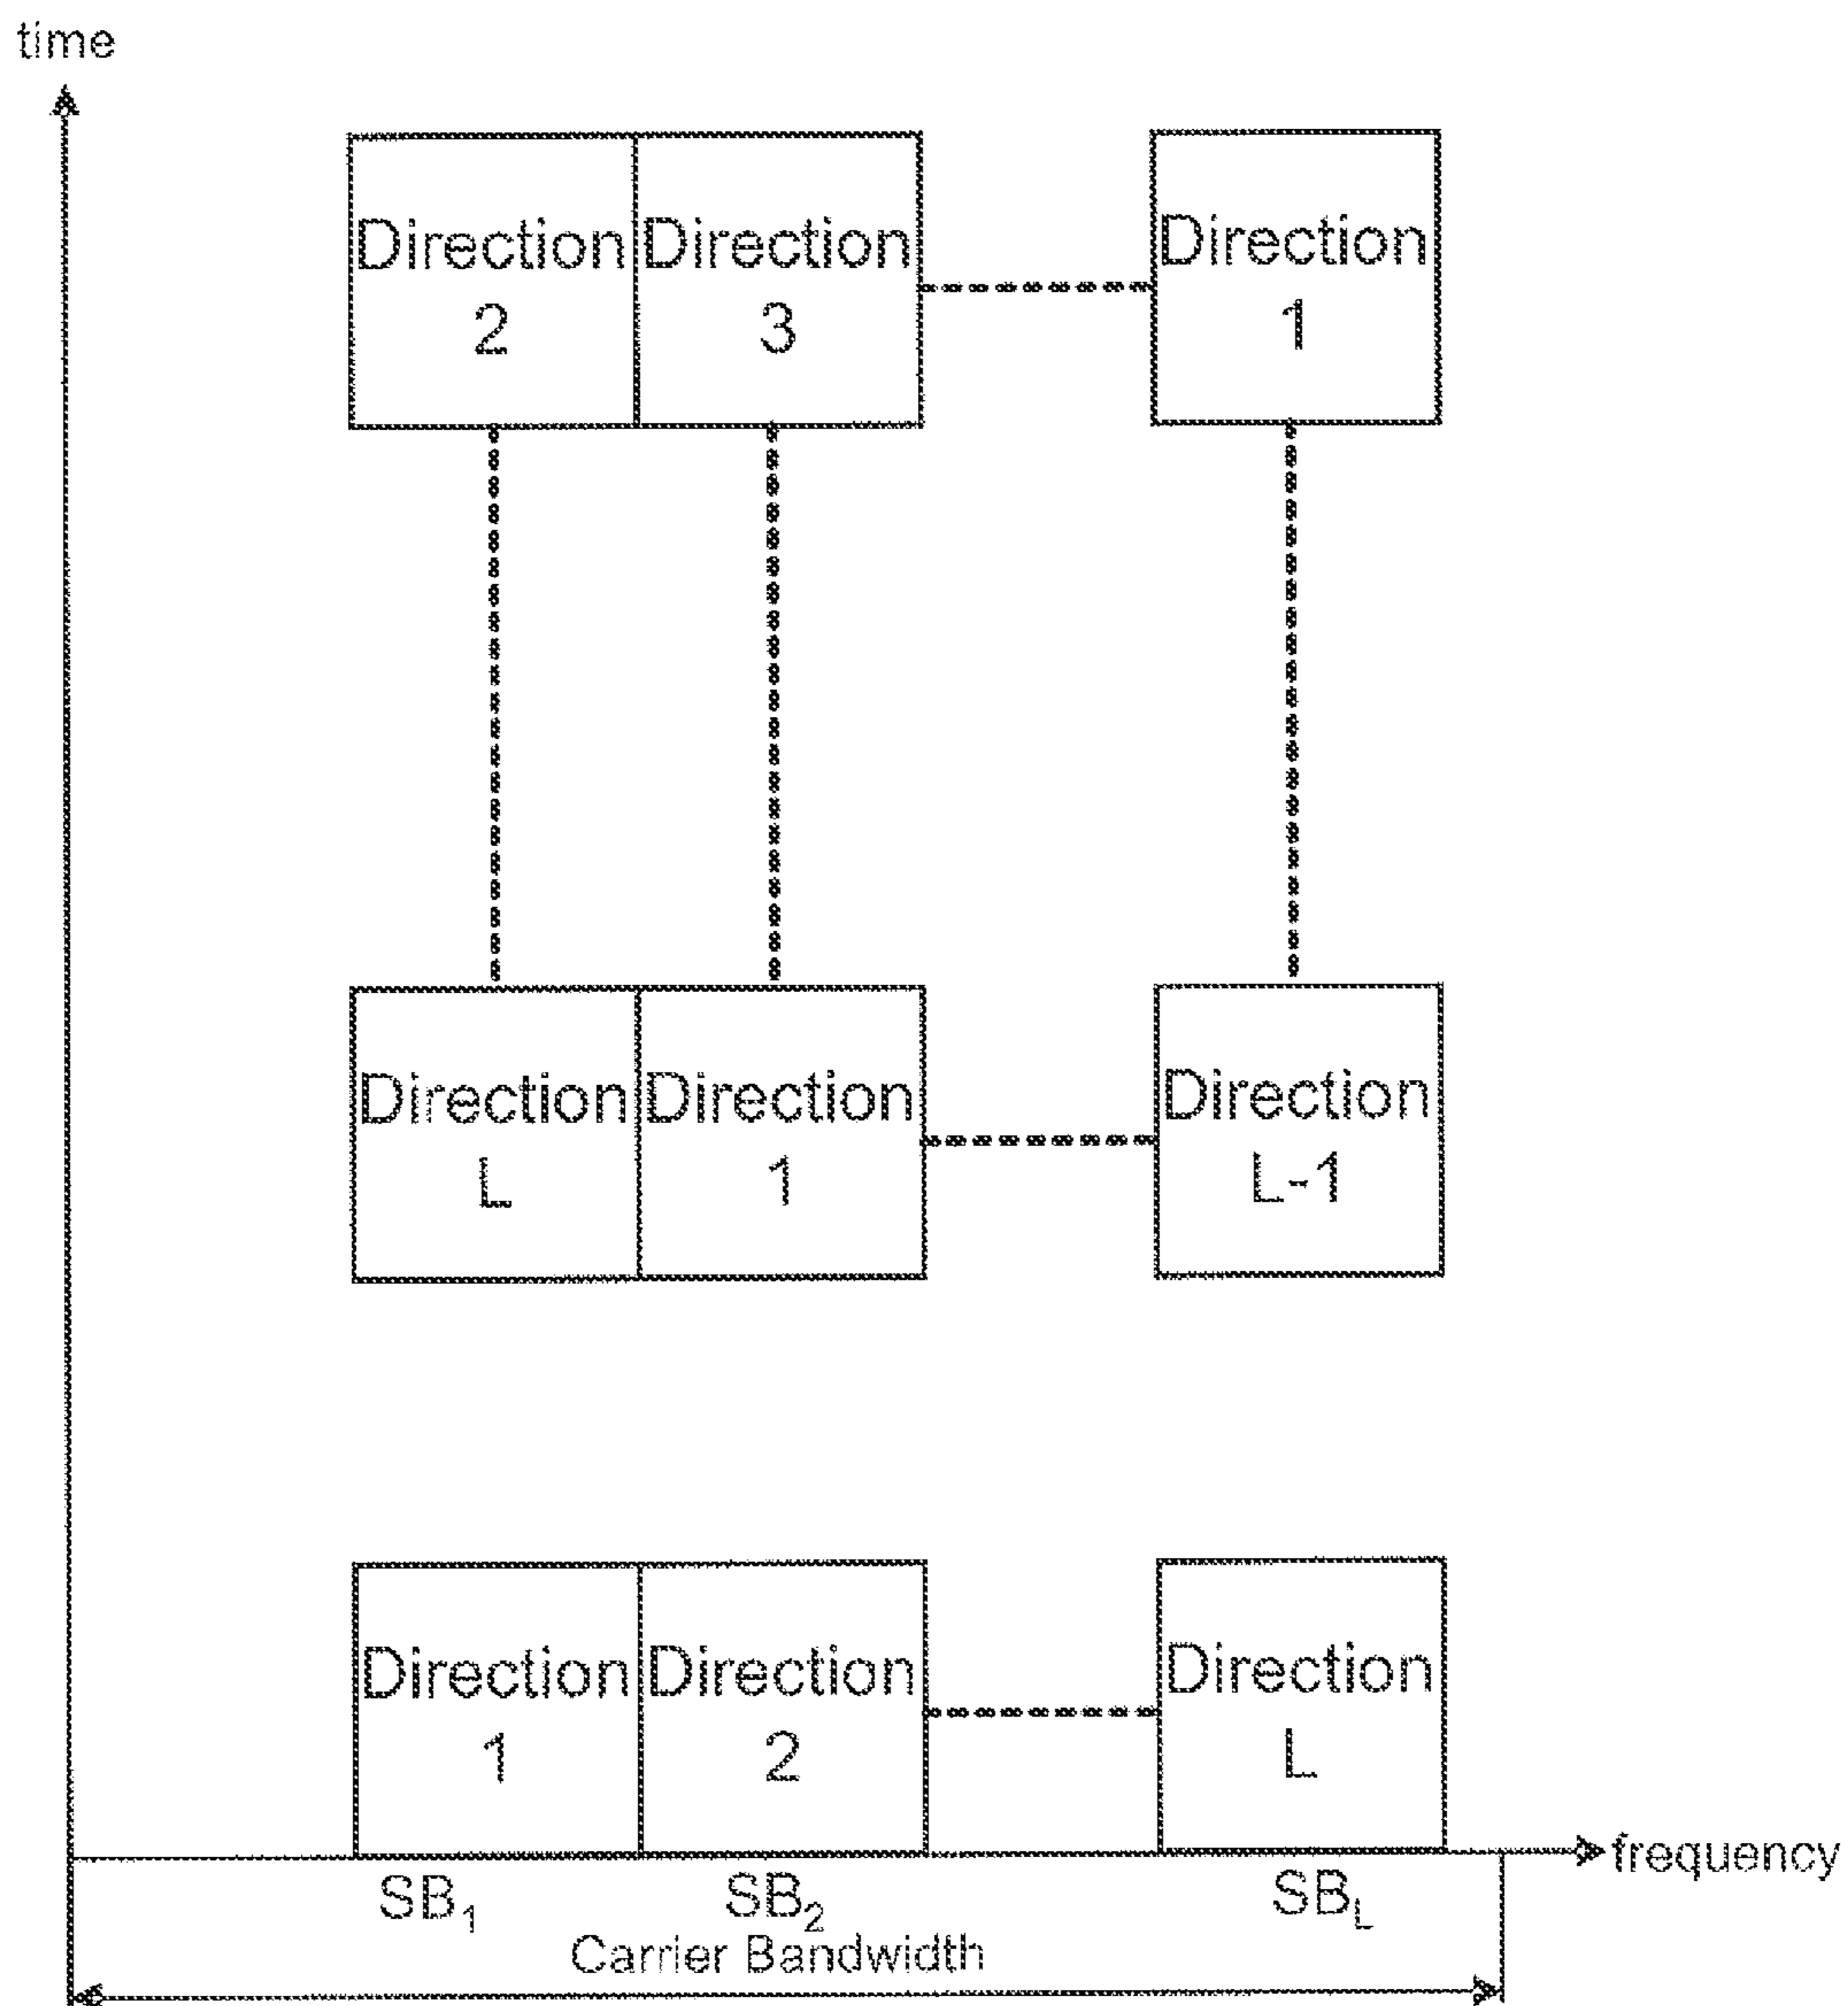 time
Direction 2
Direction 3
Direction 1
Direction L
Direction 1
Direction L-1
Direction 1
Direction 2
Direction L
frequency
SB₁
SB₂
SB_L
Carrier Bandwidth